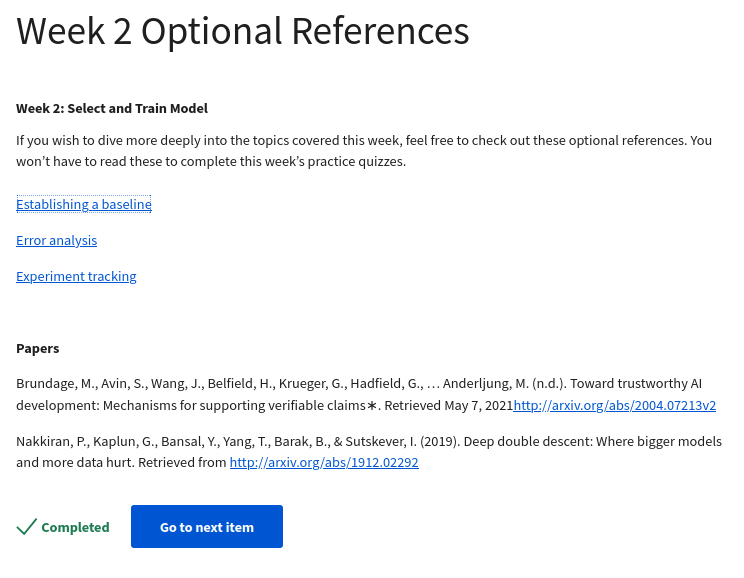 Week 2 Optional References
Week 2: Select and Train Model
If you wish to dive more deeply into the topics covered this week, feel free to check out these optional references. You
won’t have to read these to complete this week’s practice quizzes.
Establishing a baseline
Error analysis
Experiment tracking
Papers
Brundage, M., Avin, S., Wang, J., Belfield, H., Krueger, G., Hadfield, G., … Anderljung, M. (n.d.). Toward trustworthy AI
development: Mechanisms for supporting verifiable claims∗. Retrieved May 7, 2021http://arxiv.org/abs/2004.07213v2
Nakkiran, P., Kaplun, G., Bansal, Y., Yang, T., Barak, B., & Sutskever, I. (2019). Deep double descent: Where bigger models
and more data hurt. Retrieved from http://arxiv.org/abs/1912.02292
Completed
Go to next item